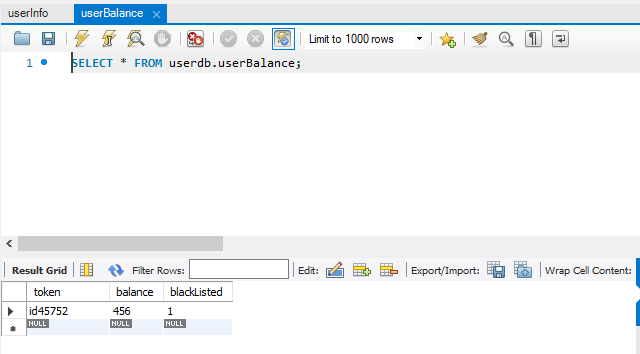 userInfo
userBalance
Limit to 1000 rows
1 SELECT * FROM userdb.userBalance;
Result Grid Filter Rows: Edit: Export/Import: Wrap Cell Content:
token balance blackListed
id45752 456 1
NULL NULL NULL